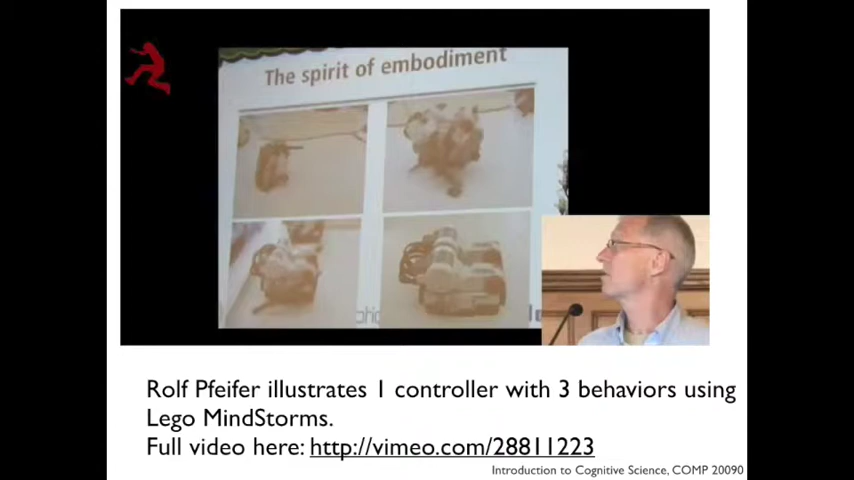 The spirit of embodiment
Rolf Pfeifer illustrates 1 controller with 3 behaviors using
Lego MindStorms.
Full video here: http://vimeo.com/28811223
Introduction to Cognitive Science, COMP 20090